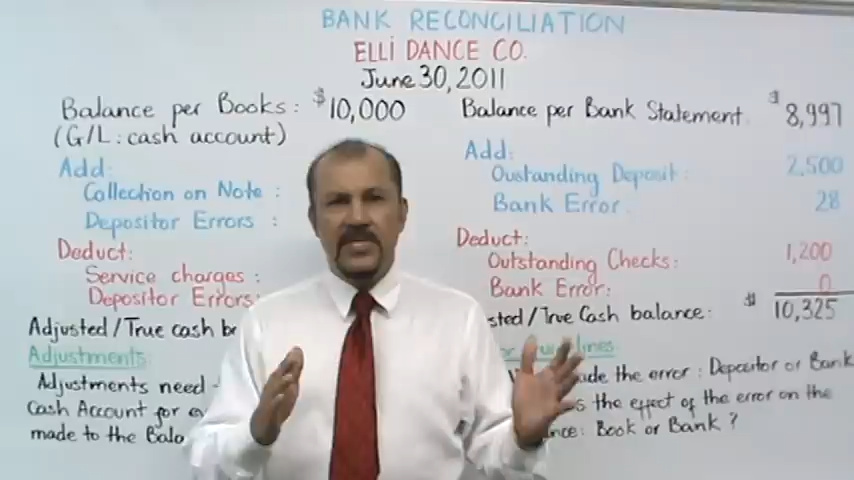 BANK RECONCILIATION
ELLI DANCE CO.
June 30, 2011
Balance per Books: $10,000
(G/L: cash account)
Add:
Collection on Note :
Depositor Errors :
Deduct:
Service charges :
Depositor Errors:
Adjusted/True cash
Adjustments:
Adjustments need
Cash Account for
made to the
Balance per Bank Statement $ 8,997
Add:
Oustanding Deposit: 2,500
Bank Error: 28
Deduct:
Outstanding Checks: 1,200
Bank Error: 0
/True Cash balance: $ 10,325
made the error: Depositor or Bank
the effect of the error on the
: Book or Bank?